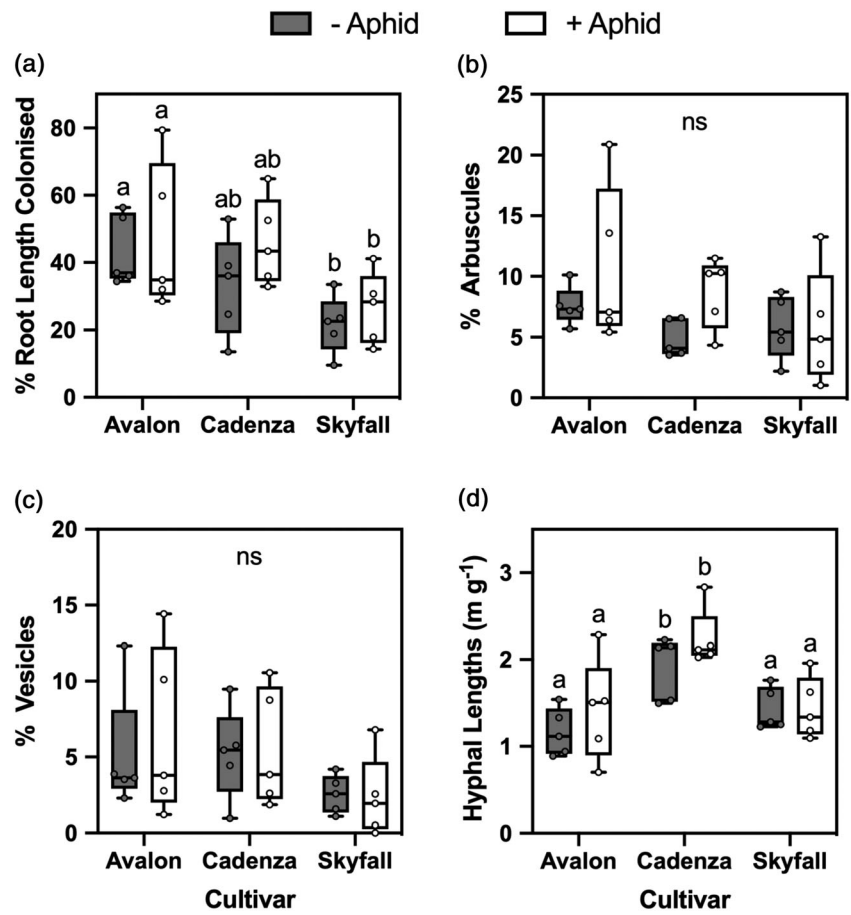 - Aphid + Aphid
(a)
% Root Length Colonised
80
60
40
20
0
a a ab ab b b
Avalon Cadenza Skyfall
(b)
% Arbuscules
25
20
15
10
5
0
ns
Avalon Cadenza Skyfall
(c)
% Vesicles
20
15
10
5
0
ns
Avalon Cadenza Skyfall
Cultivar
(d)
Hyphal Lengths (m g⁻¹)
3
2
1
0
a a b b a a
Avalon Cadenza Skyfall
Cultivar